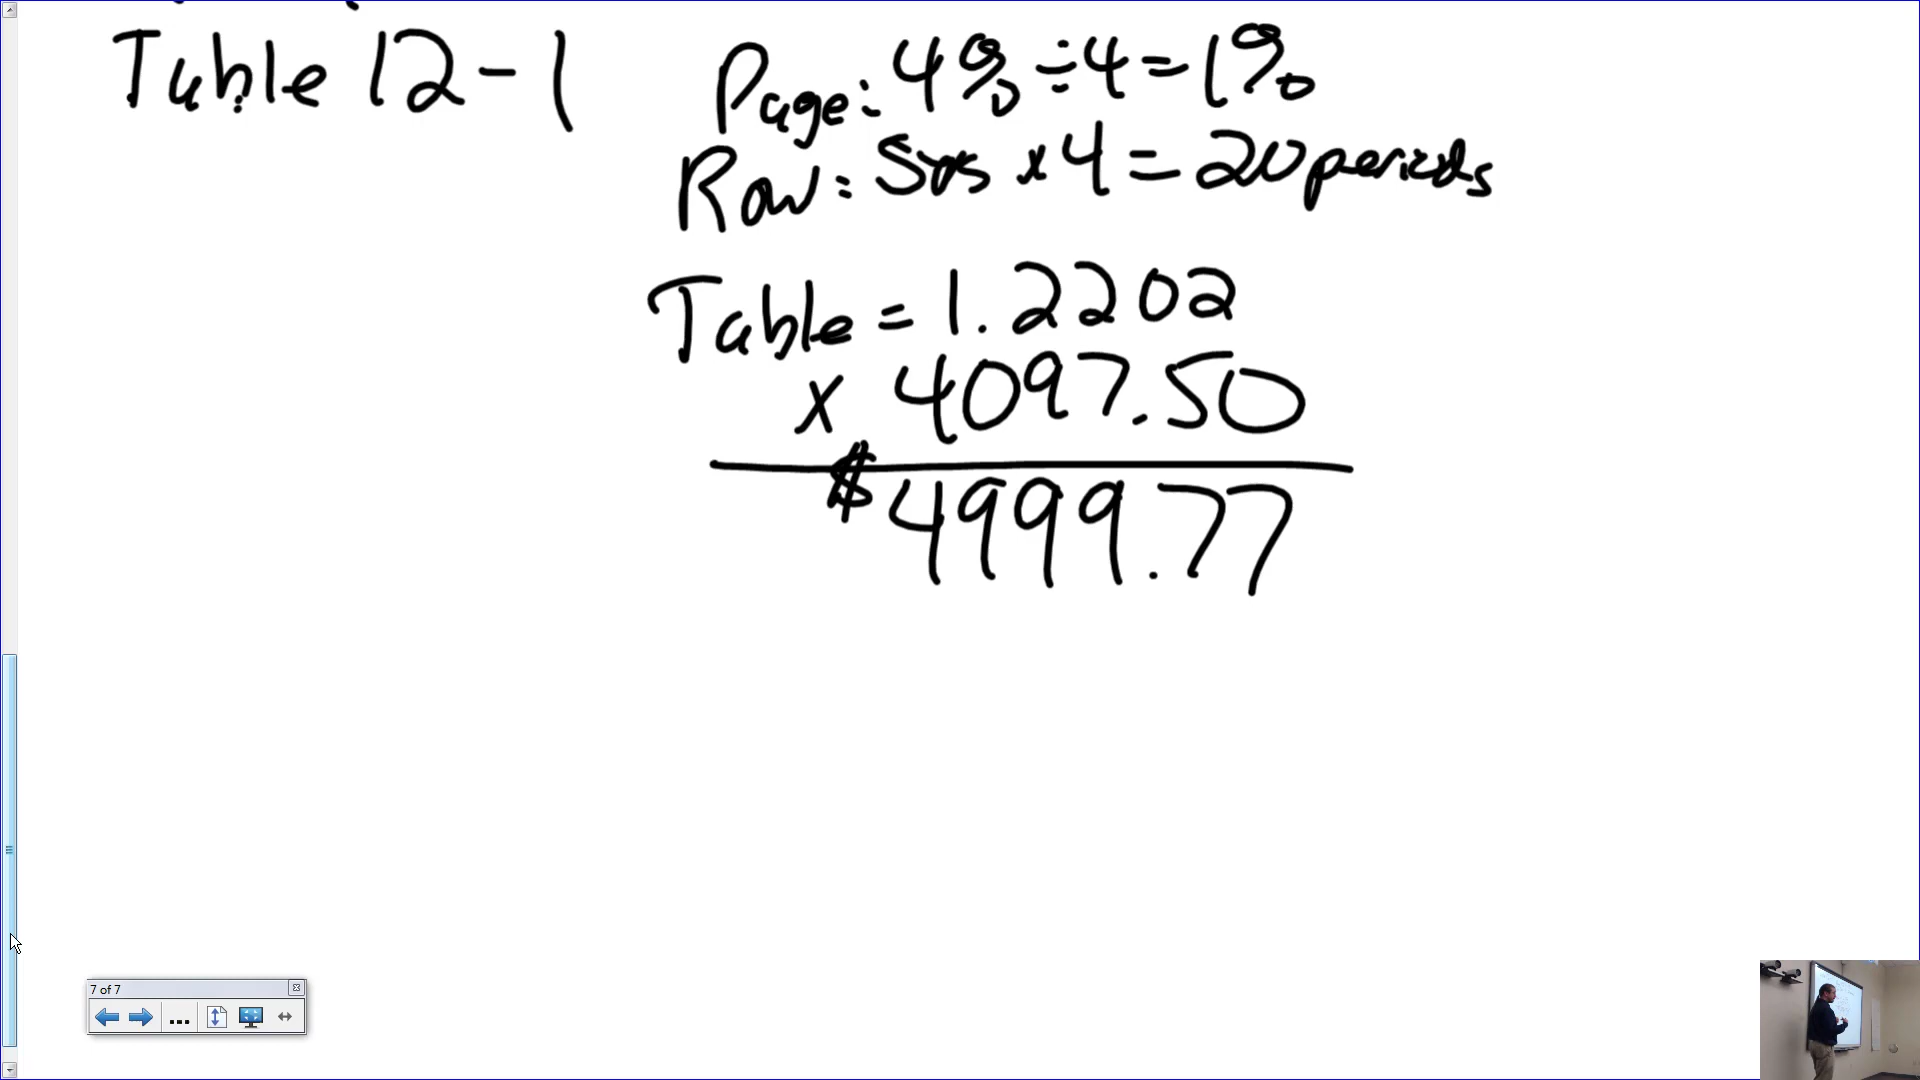 Table 12-1
Page: 4% ÷ 4 = 1%
Row: 5yrs x 4 = 20 periods
Table = 1.2202
x 4097.50
$4999.77
7 of 7